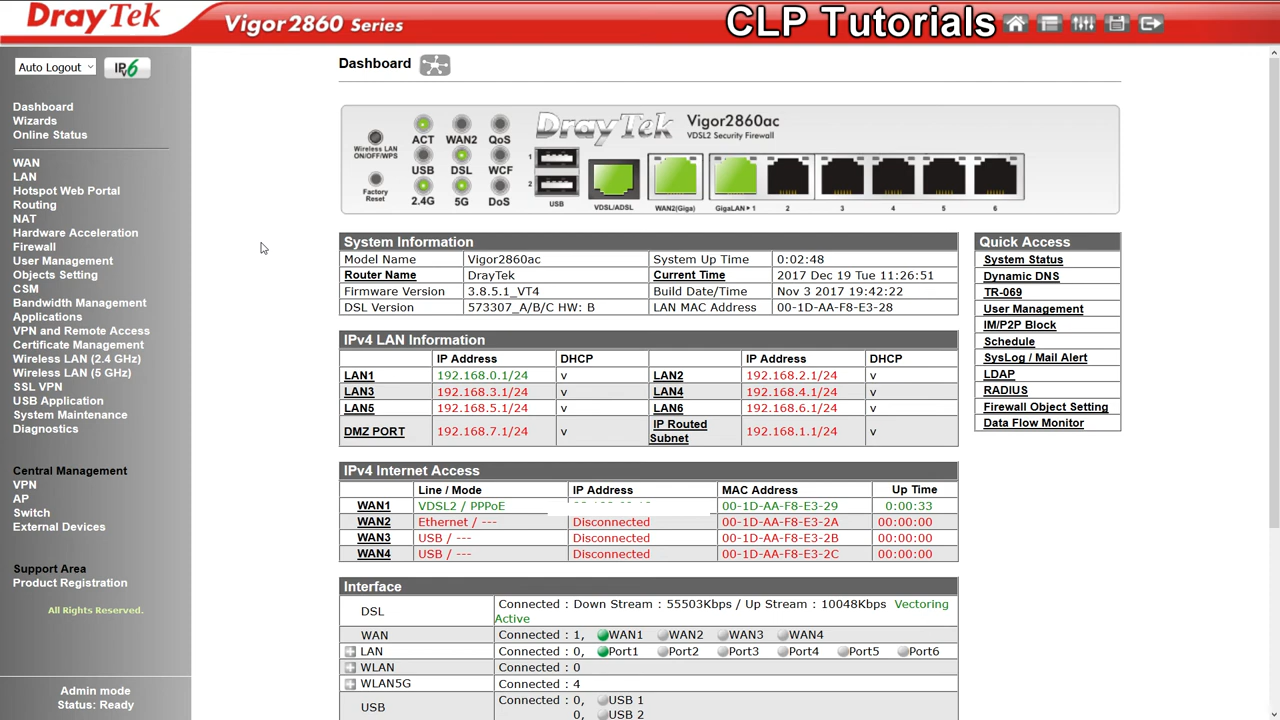 DrayTek Vigor2860 Series CLP Tutorials
Auto Logout IPv6
Dashboard
Wizards
Online Status
WAN
LAN
Hotspot Web Portal
Routing
NAT
Hardware Acceleration
Firewall
User Management
Objects Setting
CSM
Bandwidth Management
Applications
VPN and Remote Access
Certificate Management
Wireless LAN (2.4 GHz)
Wireless LAN (5 GHz)
SSL VPN
USB Application
System Maintenance
Diagnostics
Central Management
VPN
AP
Switch
External Devices
Support Area
Product Registration
All Rights Reserved.
Admin mode
Status: Ready
Dashboard
DrayTek Vigor2860ac
VDSL2 Security Firewall
Wireless LAN
ON/OFF/WPS
Factory
Reset
ACT WAN2 QoS
USB DSL WCF
2.4G 5G DoS
1
2
USB VDSL/ADSL WAN2(Giga) GigaLAN 1 2 3 4 5 6
System Information
Model Name Vigor2860ac System Up Time 0:02:48
Router Name DrayTek Current Time 2017 Dec 19 Tue 11:26:51
Firmware Version 3.8.5.1_VT4 Build Date/Time Nov 3 2017 19:42:22
DSL Version 573307_A/B/C HW: B LAN MAC Address 00-1D-AA-F8-E3-28
IPv4 LAN Information
IP Address DHCP IP Address DHCP
LAN1 192.168.0.1/24 v LAN2 192.168.2.1/24 v
LAN3 192.168.3.1/24 v LAN4 192.168.4.1/24 v
LAN5 192.168.5.1/24 v LAN6 192.168.6.1/24 v
DMZ PORT 192.168.7.1/24 v IP Routed Subnet 192.168.1.1/24 v
IPv4 Internet Access
Line / Mode IP Address MAC Address Up Time
WAN1 VDSL2 / PPPoE 00-1D-AA-F8-E3-29 0:00:33
WAN2 Ethernet / --- Disconnected 00-1D-AA-F8-E3-2A 00:00:00
WAN3 USB / --- Disconnected 00-1D-AA-F8-E3-2B 00:00:00
WAN4 USB / --- Disconnected 00-1D-AA-F8-E3-2C 00:00:00
Interface
DSL Connected : Down Stream : 55503Kbps / Up Stream : 10048Kbps Vectoring
Active
WAN Connected : 1, WAN1 WAN2 WAN3 WAN4
LAN Connected : 0, Port1 Port2 Port3 Port4 Port5 Port6
WLAN Connected : 0
WLAN5G Connected : 4
USB Connected : 0, USB 1
0, USB 2
Quick Access
System Status
Dynamic DNS
TR-069
User Management
IM/P2P Block
Schedule
SysLog / Mail Alert
LDAP
RADIUS
Firewall Object Setting
Data Flow Monitor